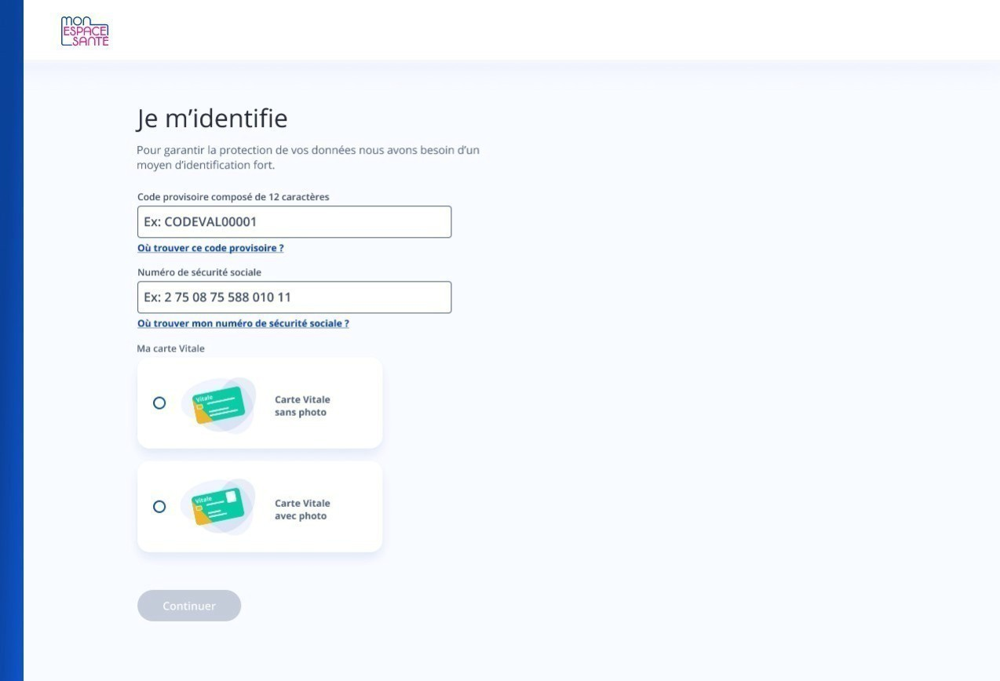 MON
ESPACE
SANTÉ
Je m’identifie
Pour garantir la protection de vos données nous avons besoin d’un
moyen d’identification fort.
Code provisoire composé de 12 caractères
Ex: CODEVAL00001
Où trouver ce code provisoire ?
Numéro de sécurité sociale
Ex: 2 75 08 75 588 010 11
Où trouver mon numéro de sécurité sociale ?
Ma carte Vitale
Vitale
Carte Vitale
sans photo
Vitale
Carte Vitale
avec photo
Continuer